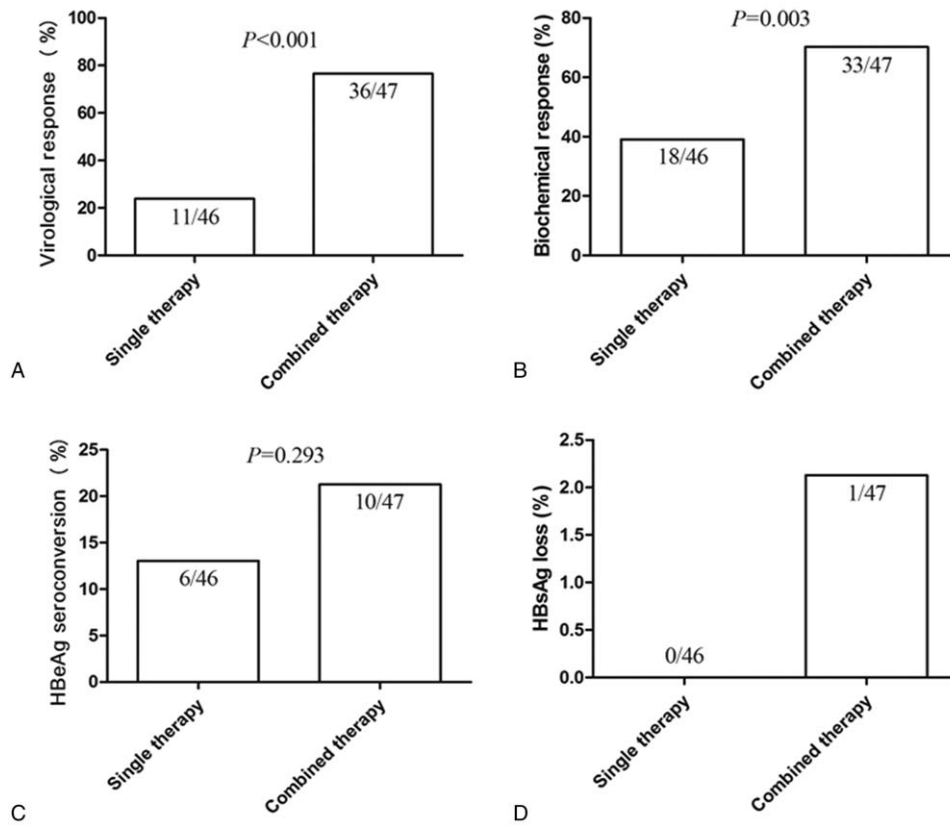 Virological response ( %)
100
80
60
40
20
0
P<0.001
11/46
36/47
Single therapy
Combined therapy
A
Biochemical response (%)
80
60
40
20
0
P=0.003
18/46
33/47
Single therapy
Combined therapy
B
HBeAg seroconversion ( %)
25
20
15
10
5
0
P=0.293
6/46
10/47
Single therapy
Combined therapy
C
HBsAg loss (%)
2.5
2.0
1.5
1.0
0.5
0.0
0/46
1/47
Single therapy
Combined therapy
D